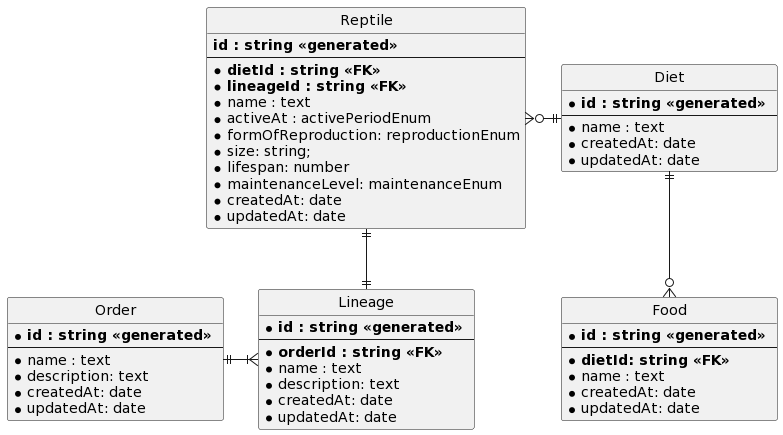 Reptile
id : string «generated»
dietId : string «FK»
lineageId : string «FK»
name : text
activeAt : activePeriodEnum
formOfReproduction: reproductionEnum
size: string;
lifespan: number
maintenanceLevel: maintenanceEnum
createdAt: date
updatedAt: date
Diet
id : string «generated»
name : text
createdAt: date
updatedAt: date
Order
id : string «generated»
name : text
description: text
createdAt: date
updatedAt: date
Lineage
id : string «generated»
orderId : string «FK»
name : text
description: text
createdAt: date
updatedAt: date
Food
id : string «generated»
dietId: string «FK»
name : text
createdAt: date
updatedAt: date